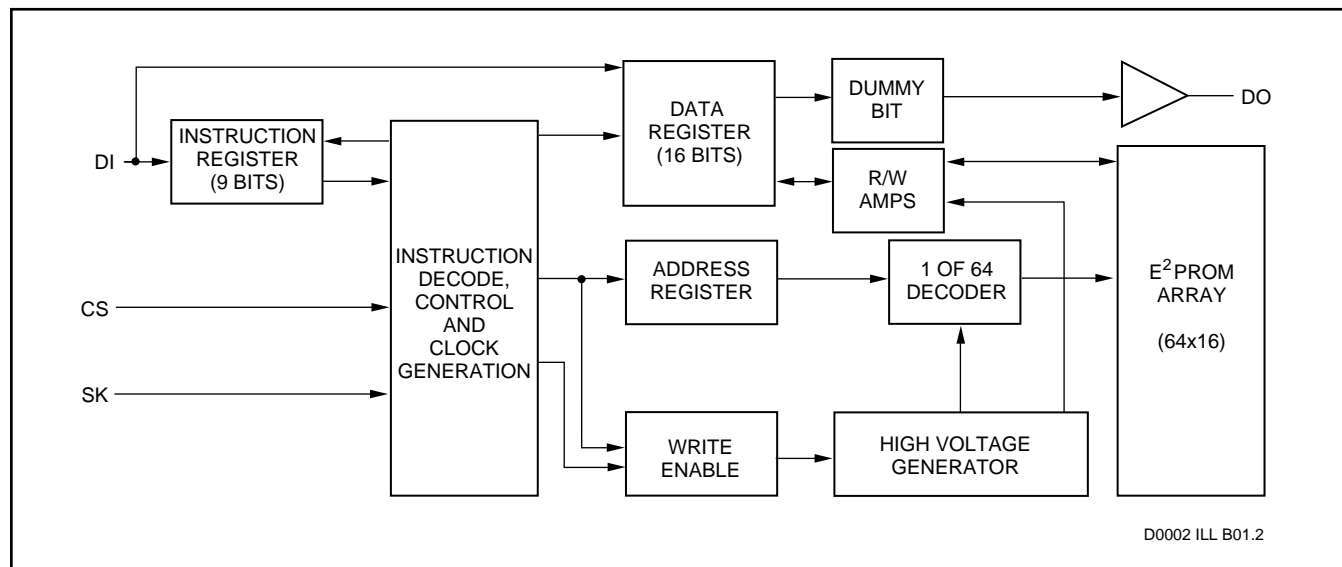 DI
INSTRUCTION
REGISTER
(9 BITS)
CS
SK
INSTRUCTION
DECODE,
CONTROL
AND
CLOCK
GENERATION
DATA
REGISTER
(16 BITS)
DUMMY
BIT
DO
R/W
AMPS
ADDRESS
REGISTER
1 OF 64
DECODER
E²PROM
ARRAY
(64x16)
WRITE
ENABLE
HIGH VOLTAGE
GENERATOR
D0002 ILL B01.2